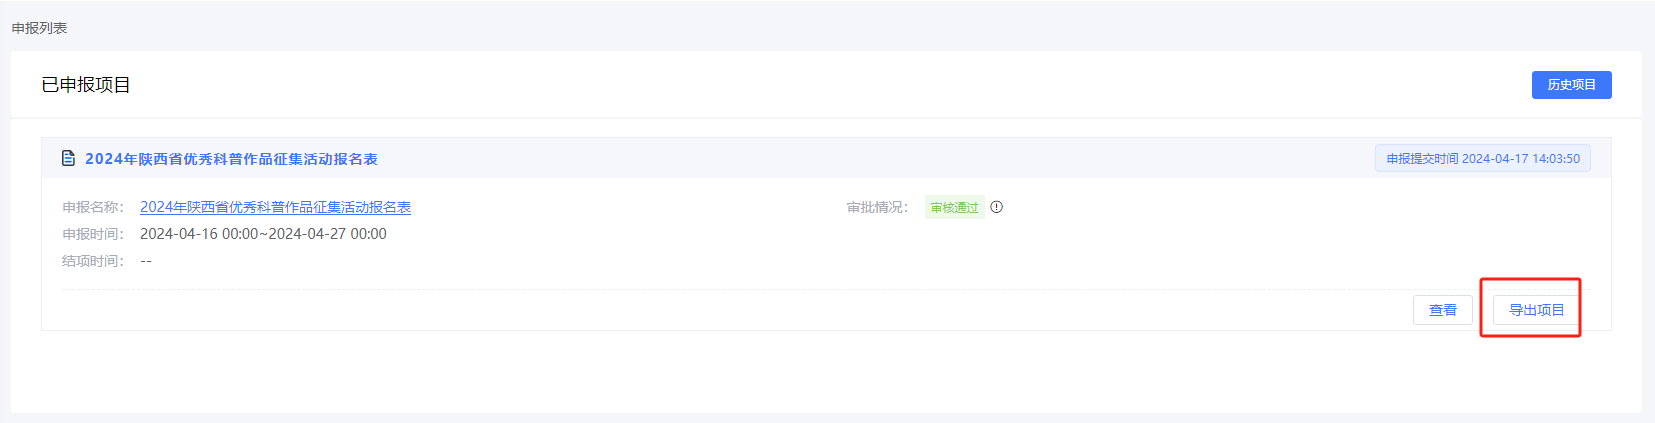 申报列表
已申报项目
历史项目
2024年陕西省优秀科普作品征集活动报名表
申报提交时间 2024-04-17 14:03:50
申报名称： 2024年陕西省优秀科普作品征集活动报名表
审批情况： 审核通过
申报时间： 2024-04-16 00:00~2024-04-27 00:00
结项时间： --
查看
导出项目